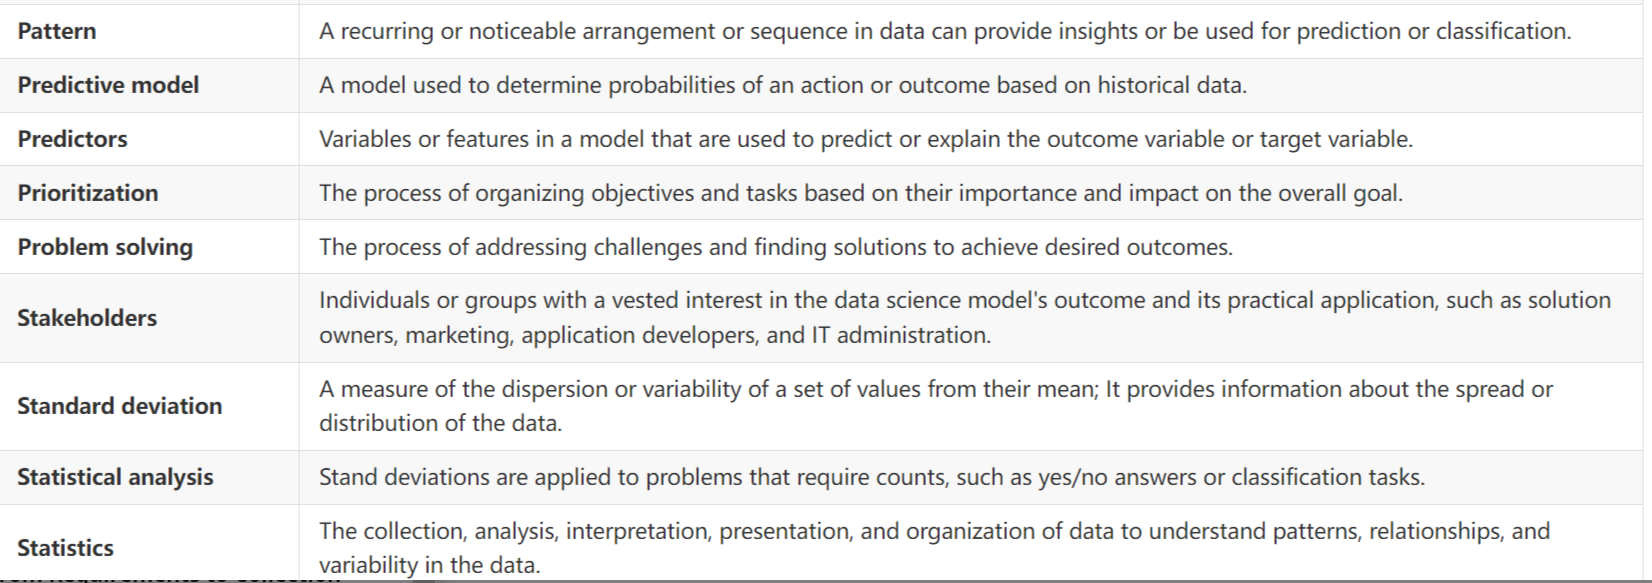 Pattern
A recurring or noticeable arrangement or sequence in data can provide insights or be used for prediction or classification.
Predictive model
A model used to determine probabilities of an action or outcome based on historical data.
Predictors
Variables or features in a model that are used to predict or explain the outcome variable or target variable.
Prioritization
The process of organizing objectives and tasks based on their importance and impact on the overall goal.
Problem solving
The process of addressing challenges and finding solutions to achieve desired outcomes.
Stakeholders
Individuals or groups with a vested interest in the data science model's outcome and its practical application, such as solution
owners, marketing, application developers, and IT administration.
Standard deviation
A measure of the dispersion or variability of a set of values from their mean; It provides information about the spread or
distribution of the data.
Statistical analysis
Stand deviations are applied to problems that require counts, such as yes/no answers or classification tasks.
Statistics
The collection, analysis, interpretation, presentation, and organization of data to understand patterns, relationships, and
variability in the data.